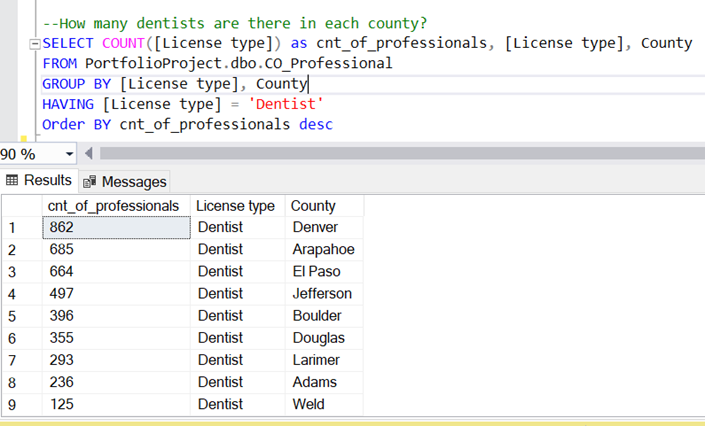 --How many dentists are there in each county?
SELECT COUNT([License type]) as cnt_of_professionals, [License type], County
FROM PortfolioProject.dbo.CO_Professional
GROUP BY [License type], County
HAVING [License type] = 'Dentist'
Order BY cnt_of_professionals desc
90 %
Results Messages
cnt_of_professionals License type County
1 862 Dentist Denver
2 685 Dentist Arapahoe
3 664 Dentist El Paso
4 497 Dentist Jefferson
5 396 Dentist Boulder
6 355 Dentist Douglas
7 293 Dentist Larimer
8 236 Dentist Adams
9 125 Dentist Weld